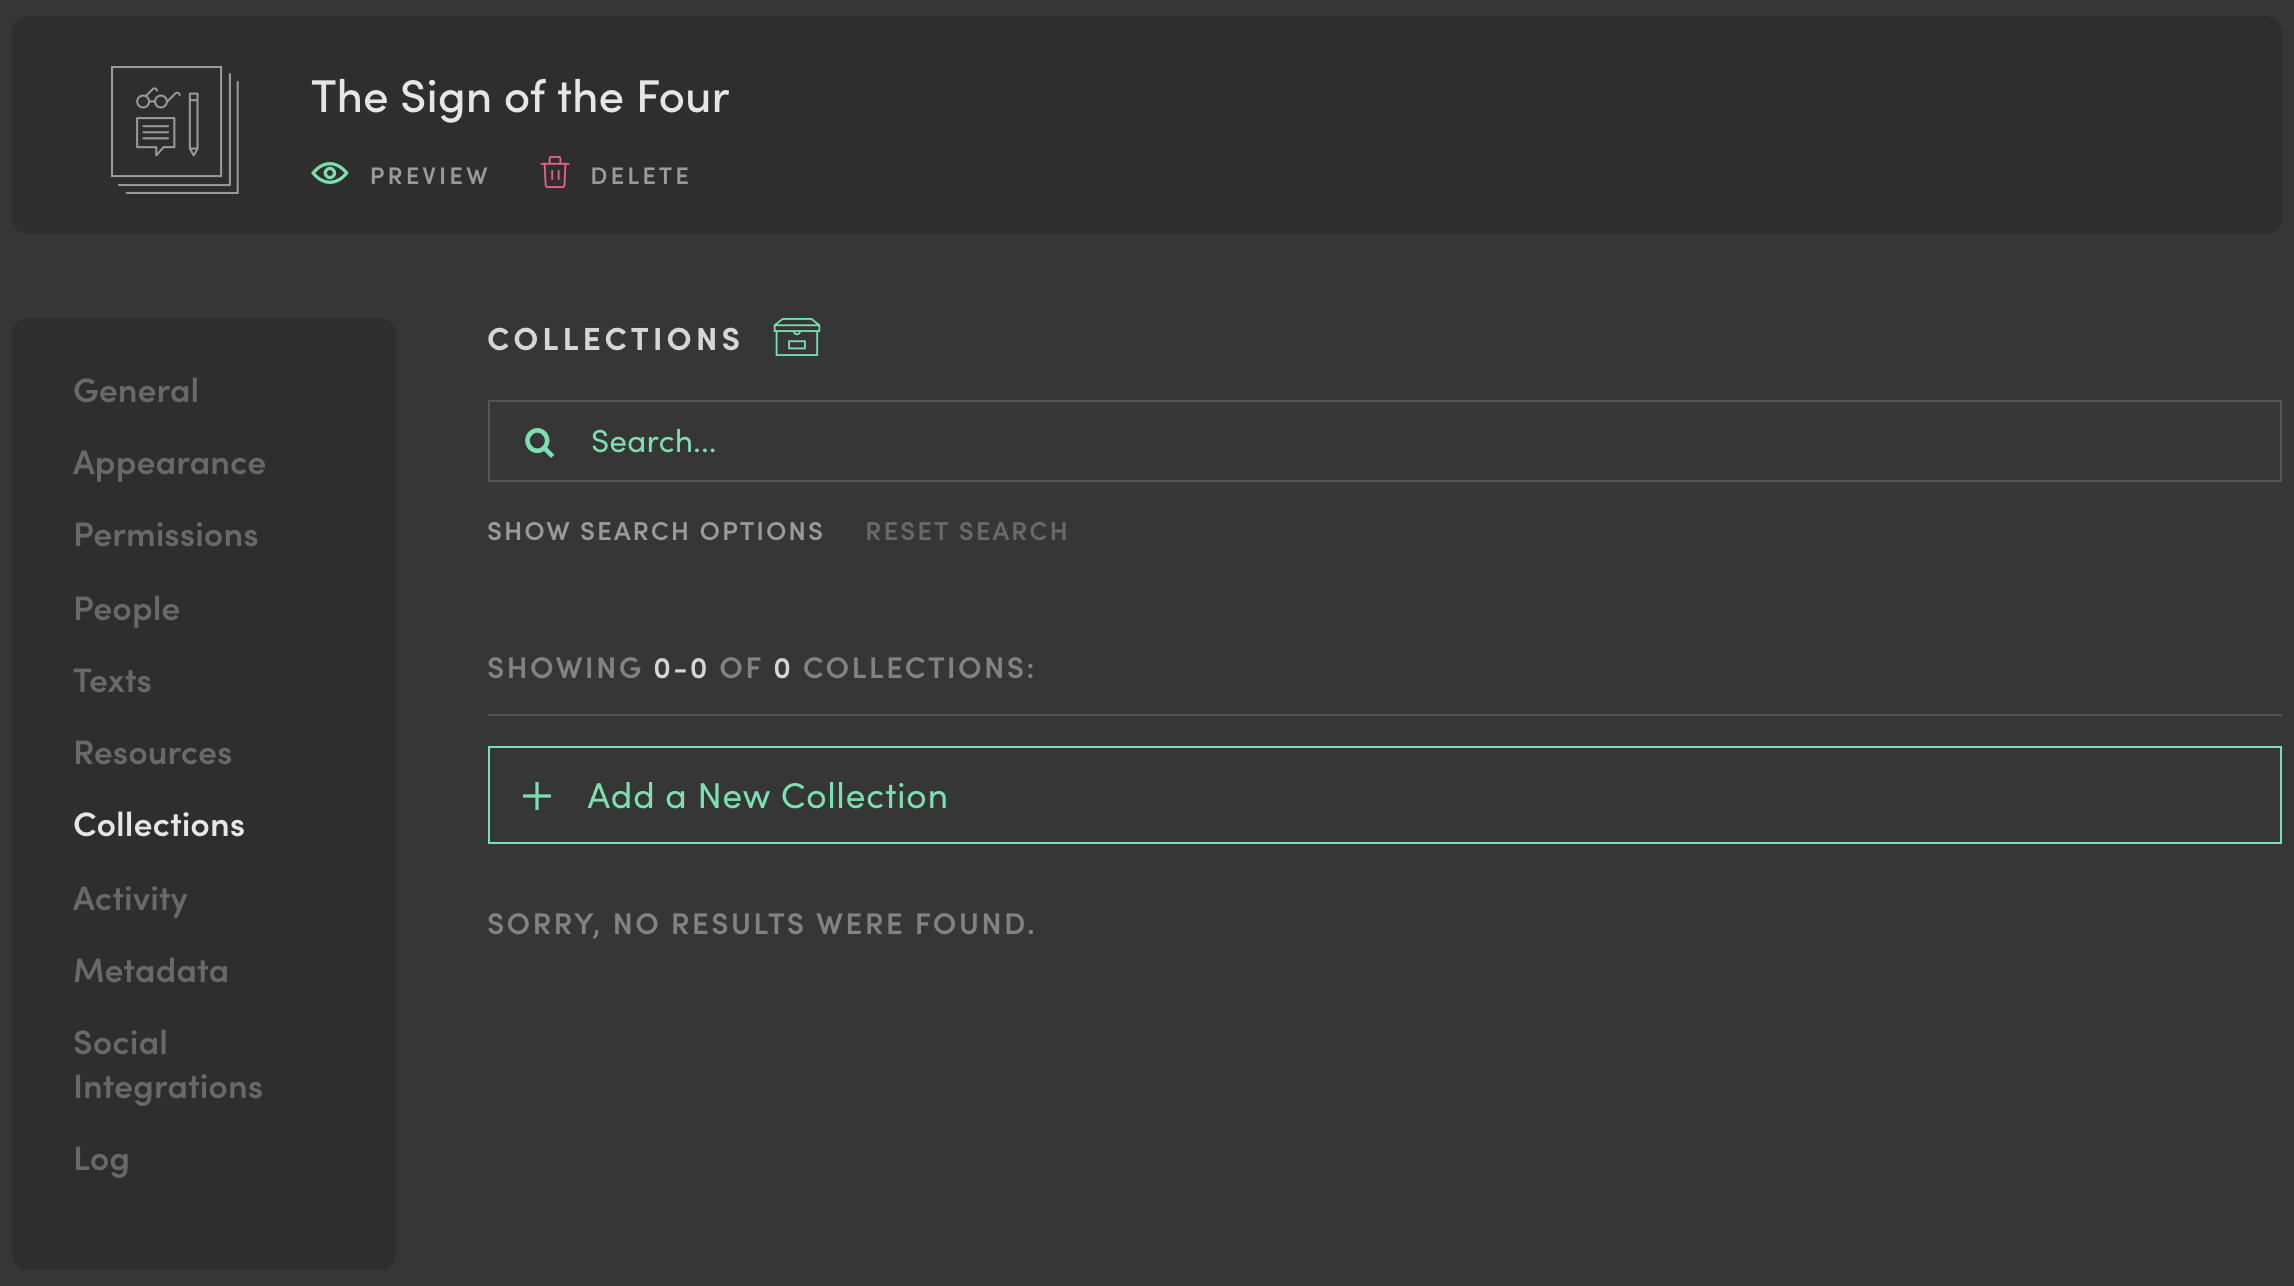 The Sign of the Four
PREVIEW DELETE
General
Appearance
Permissions
People
Texts
Resources
Collections
Activity
Metadata
Social
Integrations
Log
COLLECTIONS
Search...
SHOW SEARCH OPTIONS RESET SEARCH
SHOWING 0-0 OF 0 COLLECTIONS:
+ Add a New Collection
SORRY, NO RESULTS WERE FOUND.